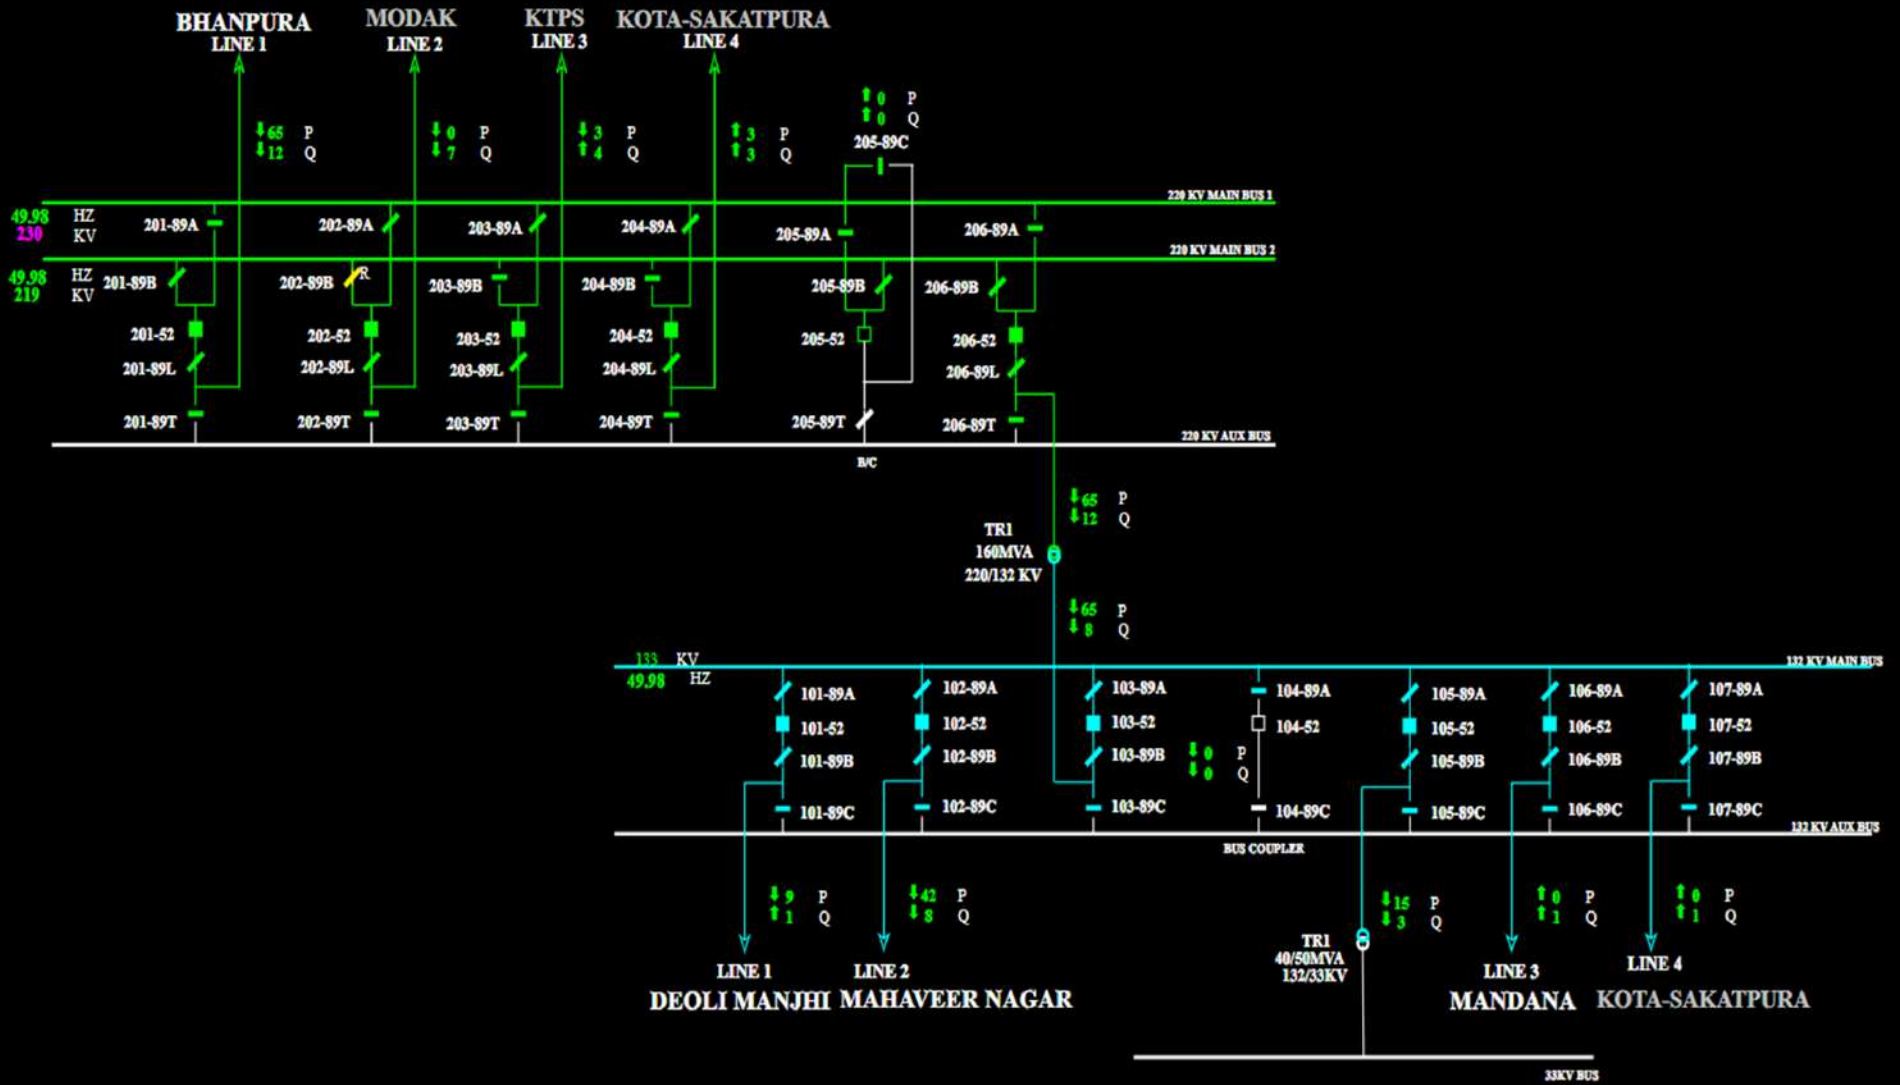 BHANPURA MODAK KTPS KOTA-SAKATPURA
LINE 1 LINE 2 LINE 3 LINE 4
0 P
0 Q
65 P 0 P 3 P 3 P
12 Q 7 Q 4 Q 3 Q
205-89C
220 KV MAIN BUS 1
49.98 HZ
230 KV
201-89A 202-89A 203-89A 204-89A 205-89A 206-89A
220 KV MAIN BUS 2
49.98 HZ
219 KV
201-89B 202-89B R 203-89B 204-89B 205-89B 206-89B
201-52 202-52 203-52 204-52 205-52 206-52
201-89L 202-89L 203-89L 204-89L 206-89L
201-89T 202-89T 203-89T 204-89T 205-89T 206-89T
220 KV AUX BUS
B/C
65 P
12 Q
TR1
160MVA
220/132 KV
65 P
8 Q
133 KV
49.98 HZ
132 KV MAIN BUS
101-89A 102-89A 103-89A 104-89A 105-89A 106-89A 107-89A
101-52 102-52 103-52 104-52 105-52 106-52 107-52
101-89B 102-89B 103-89B 105-89B 106-89B 107-89B
0 P
0 Q
101-89C 102-89C 103-89C 104-89C 105-89C 106-89C 107-89C
132 KV AUX BUS
BUS COUPLER
9 P 42 P 15 P 0 P 0 P
1 Q 8 Q 3 Q 1 Q 1 Q
TR1
40/50MVA
132/33KV
LINE 1 LINE 2 LINE 3 LINE 4
DEOLI MANJHI MAHAVEER NAGAR MANDANA KOTA-SAKATPURA
33KV BUS